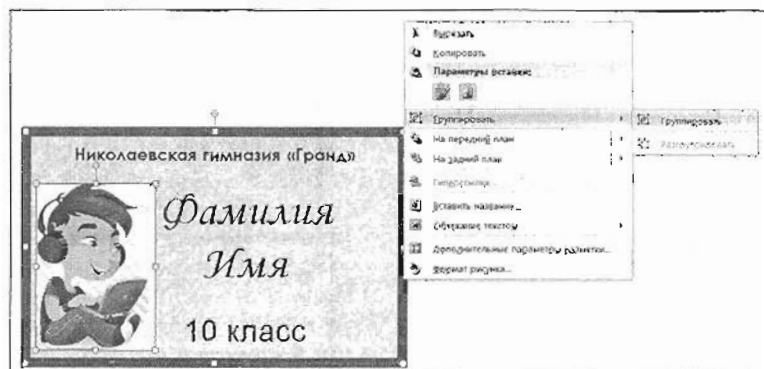 Николаевская гимназия «Гранд»
Фамилия
Имя
10 класс
Вырезать
Копировать
Параметры вставки:
Группировать
На передний план
На задний план
Гиперссылка...
Вставить название...
Обтекание текстом
Дополнительные параметры разметки...
Формат рисунка...
Группировать
Разгруппировать